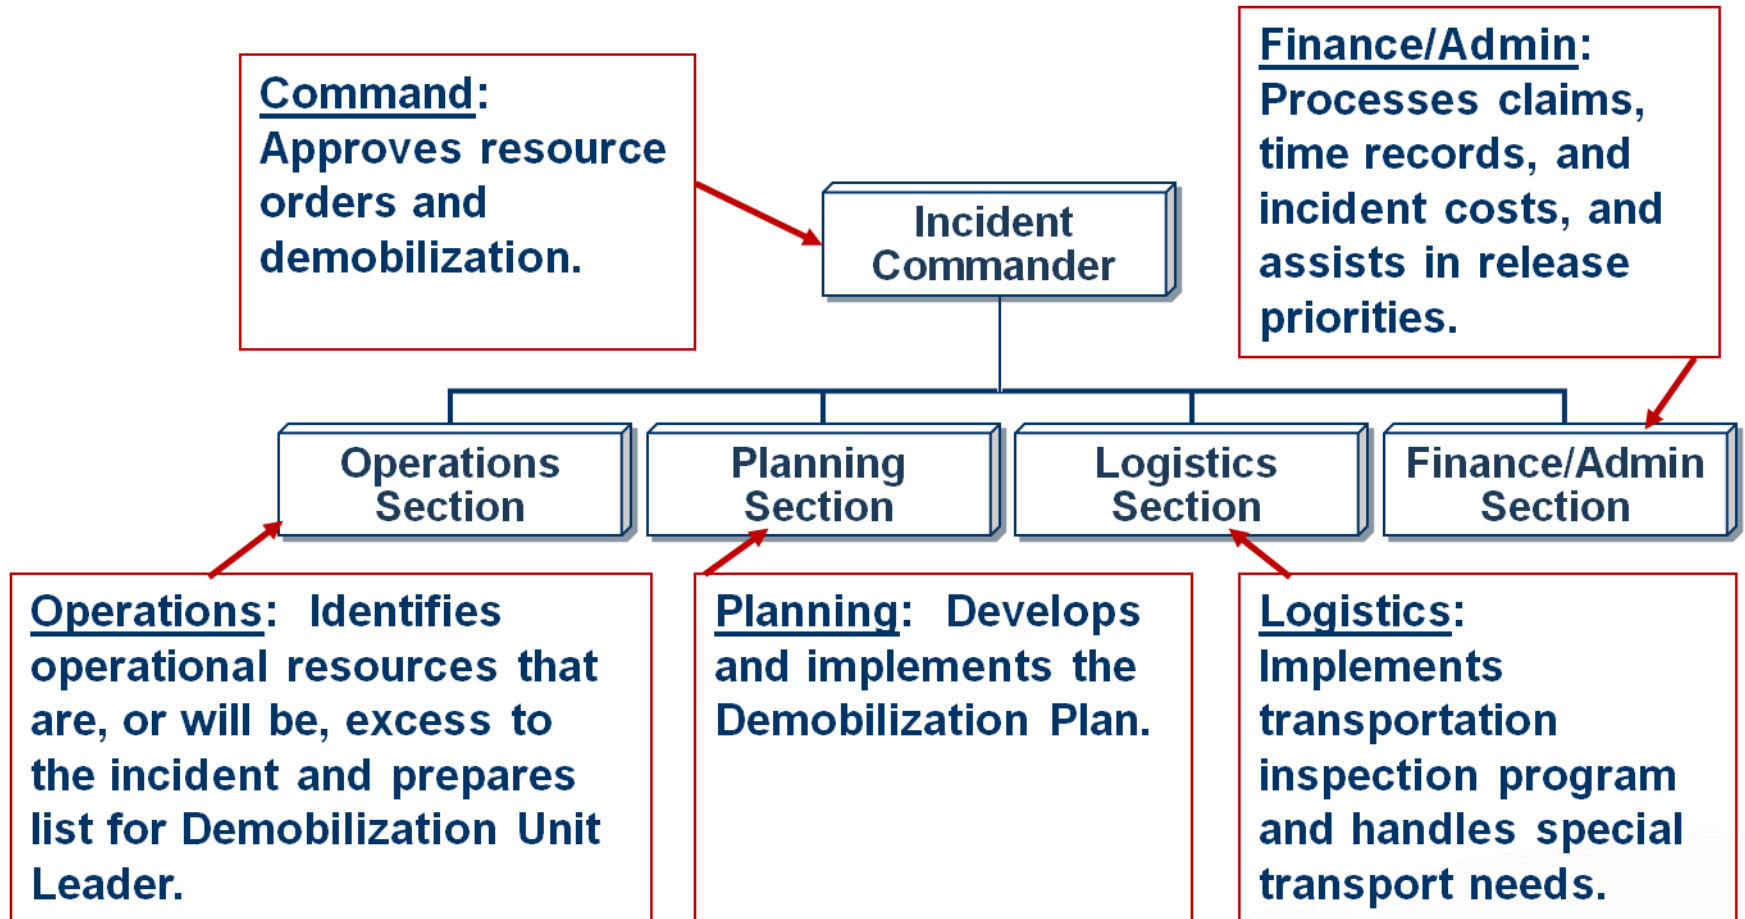 Command:
Approves resource
orders and
demobilization.
Finance/Admin:
Processes claims,
time records, and
incident costs, and
assists in release
priorities.
Incident
Commander
Operations
Section
Planning
Section
Logistics
Section
Finance/Admin
Section
Operations: Identifies
operational resources that
are, or will be, excess to
the incident and prepares
list for Demobilization Unit
Leader.
Planning: Develops
and implements the
Demobilization Plan.
Logistics:
Implements
transportation
inspection program
and handles special
transport needs.